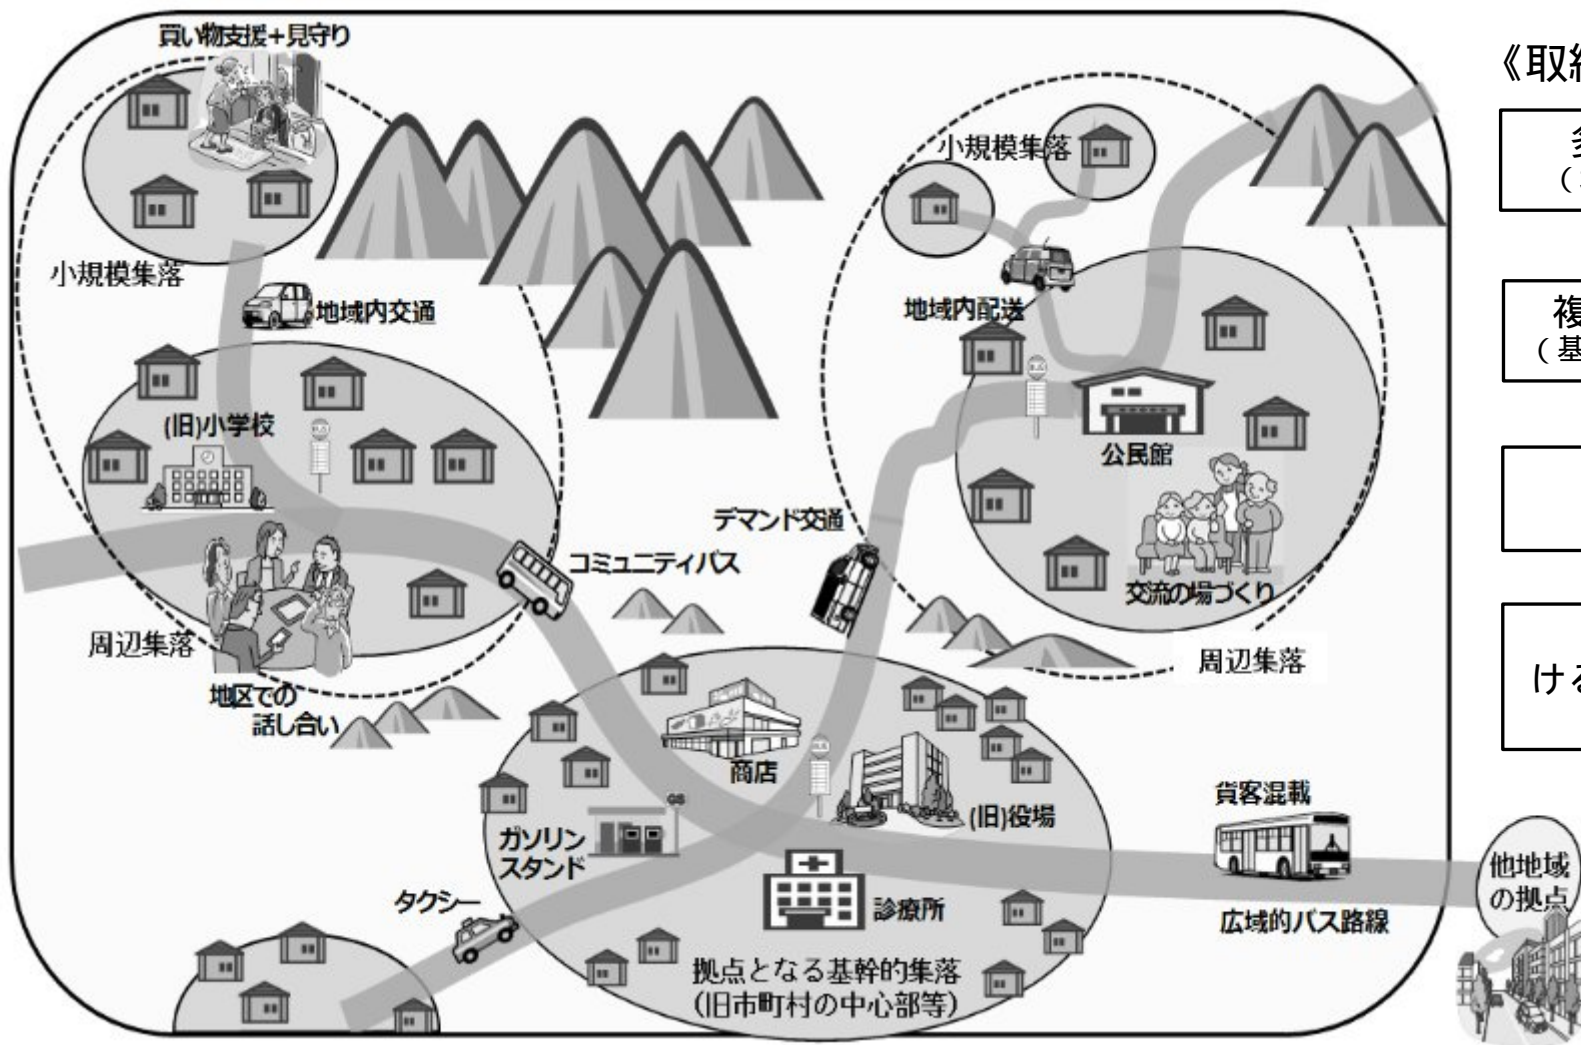 買い物支援+見守り
小規模集落
地域内交通
(旧)小学校
周辺集落
地区での
話し合い
コミュニティバス
デマンド交通
小規模集落
地域内配送
公民館
交流の場づくり
周辺集落
商店
GS
ガソリン
スタンド
(旧)役場
診療所
タクシー
拠点となる基幹的集落
(旧市町村の中心部等)
貨客混載
広域的バス路線
他地域
の拠点
《取組
複
(基
ける